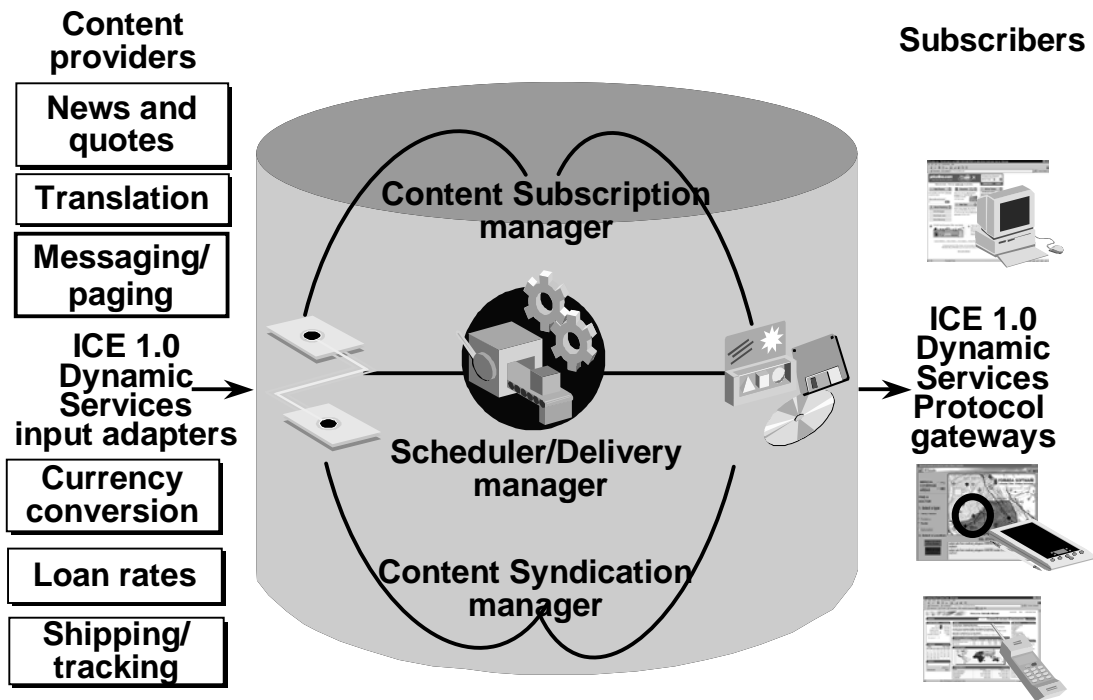 Content
providers
News and
quotes
Translation
Messaging/
paging
ICE 1.0
Dynamic
Services
input adapters
Currency
conversion
Loan rates
Shipping/
tracking
Content Subscription
manager
Scheduler/Delivery
manager
Content Syndication
manager
Subscribers
ICE 1.0
Dynamic
Services
Protocol
gateways